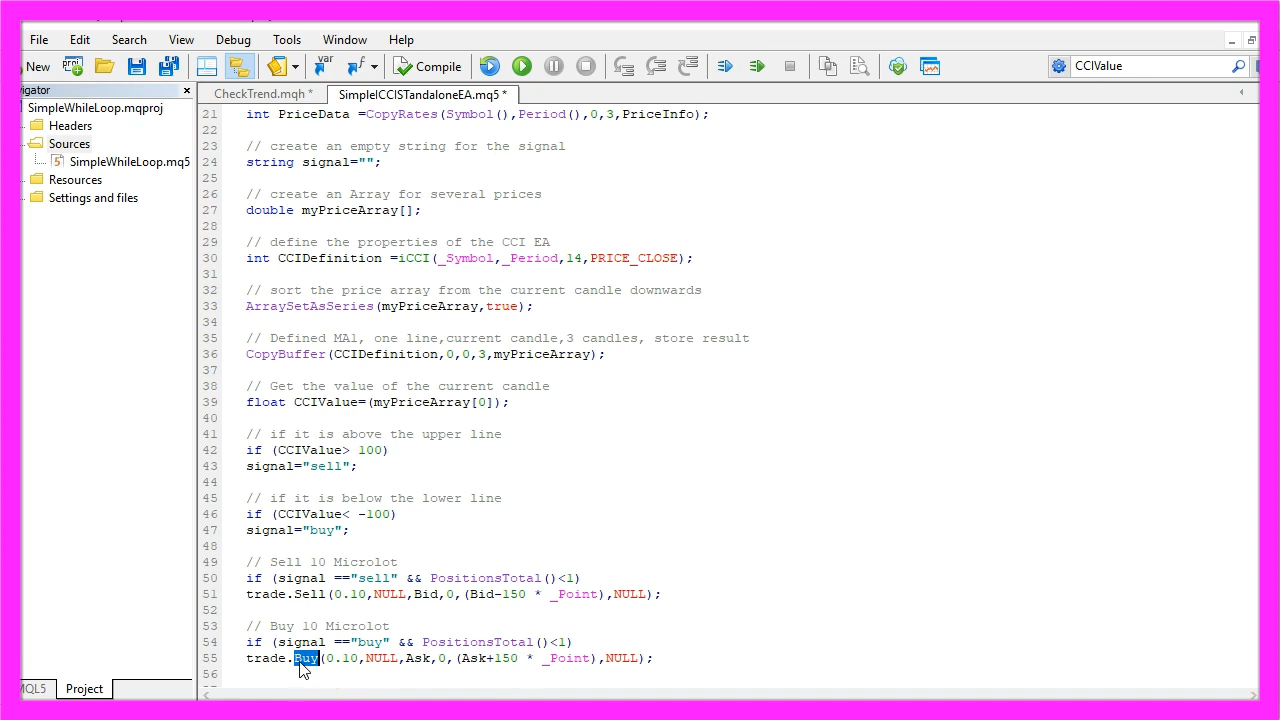 File Edit Search View Debug Tools Window Help
New Compile CCIValue
CheckTrend.mqh * SimpleICCISTandaloneEA.mq5 *
SimpleWhileLoop.mqproj
Headers
Sources
SimpleWhileLoop.mq5
Resources
Settings and files
21 int PriceData =CopyRates(Symbol(),Period(),0,3,PriceInfo);
22
23 // create an empty string for the signal
24 string signal="";
25
26 // create an Array for several prices
27 double myPriceArray[];
28
29 // define the properties of the CCI EA
30 int CCIDefinition =iCCI(_Symbol,_Period,14,PRICE_CLOSE);
31
32 // sort the price array from the current candle downwards
33 ArraySetAsSeries(myPriceArray,true);
34
35 // Defined MA1, one line,current candle,3 candles, store result
36 CopyBuffer(CCIDefinition,0,0,3,myPriceArray);
37
38 // Get the value of the current candle
39 float CCIValue=(myPriceArray[0]);
40
41 // if it is above the upper line
42 if (CCIValue> 100)
43 signal="sell";
44
45 // if it is below the lower line
46 if (CCIValue< -100)
47 signal="buy";
48
49 // Sell 10 Microlot
50 if (signal =="sell" && PositionsTotal()<1)
51 trade.Sell(0.10,NULL,Bid,0,(Bid-150 * _Point),NULL);
52
53 // Buy 10 Microlot
54 if (signal =="buy" && PositionsTotal()<1)
55 trade.Buy(0.10,NULL,Ask,0,(Ask+150 * _Point),NULL);
56
MQL5 Project